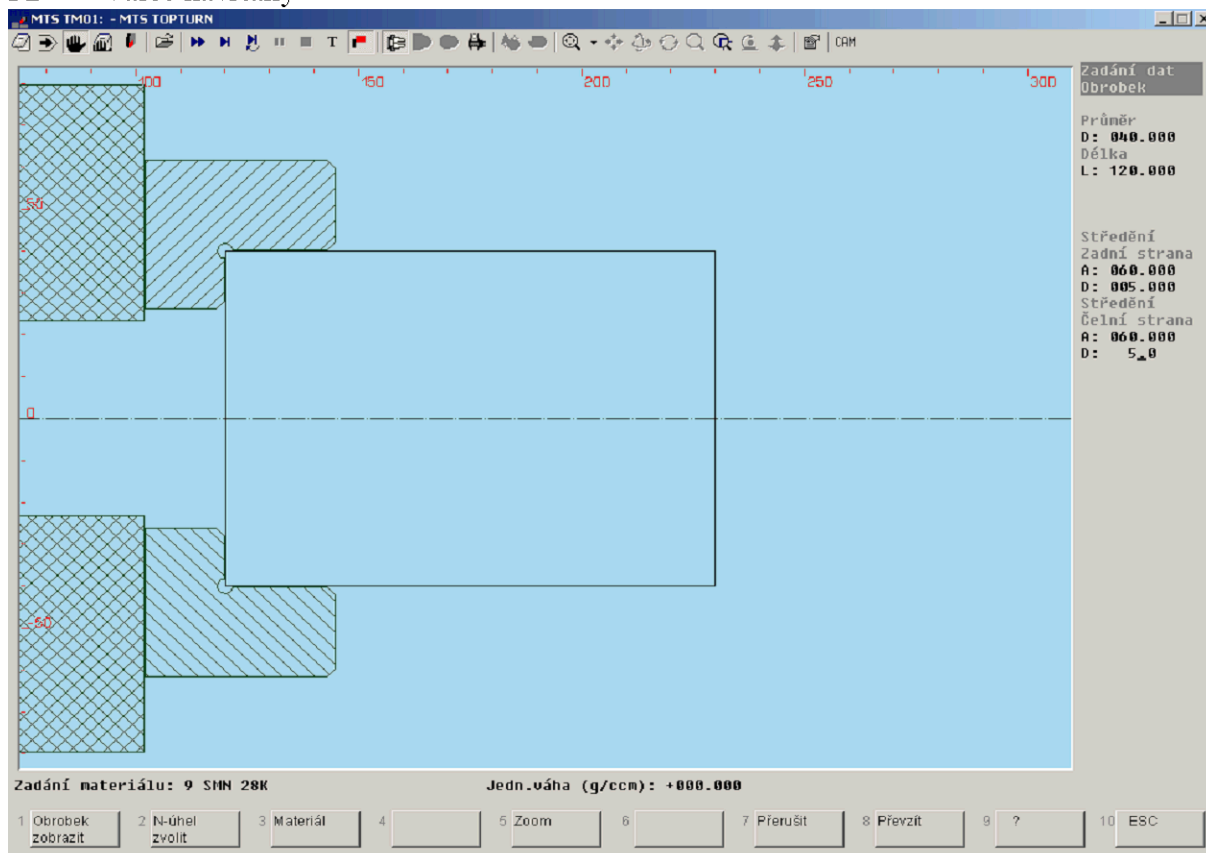 MTS TM01: - MTS TOPTURN
T CAM
100 150 200 250 300
50
0
-50
Zadání dat
Obrobek
Průměr
D: 040.000
Délka
L: 120.000
Středění
Zadní strana
A: 060.000
D: 005.000
Středění
Čelní strana
A: 060.000
D: 5.0
Zadání materiálu: 9 SMN 28K Jedn.váha (g/ccm): +000.000
1 Obrobek zobrazit 2 N-úhel zvolit 3 Materiál 4 5 Zoom 6 7 Přerušit 8 Převzít 9 ? 10 ESC